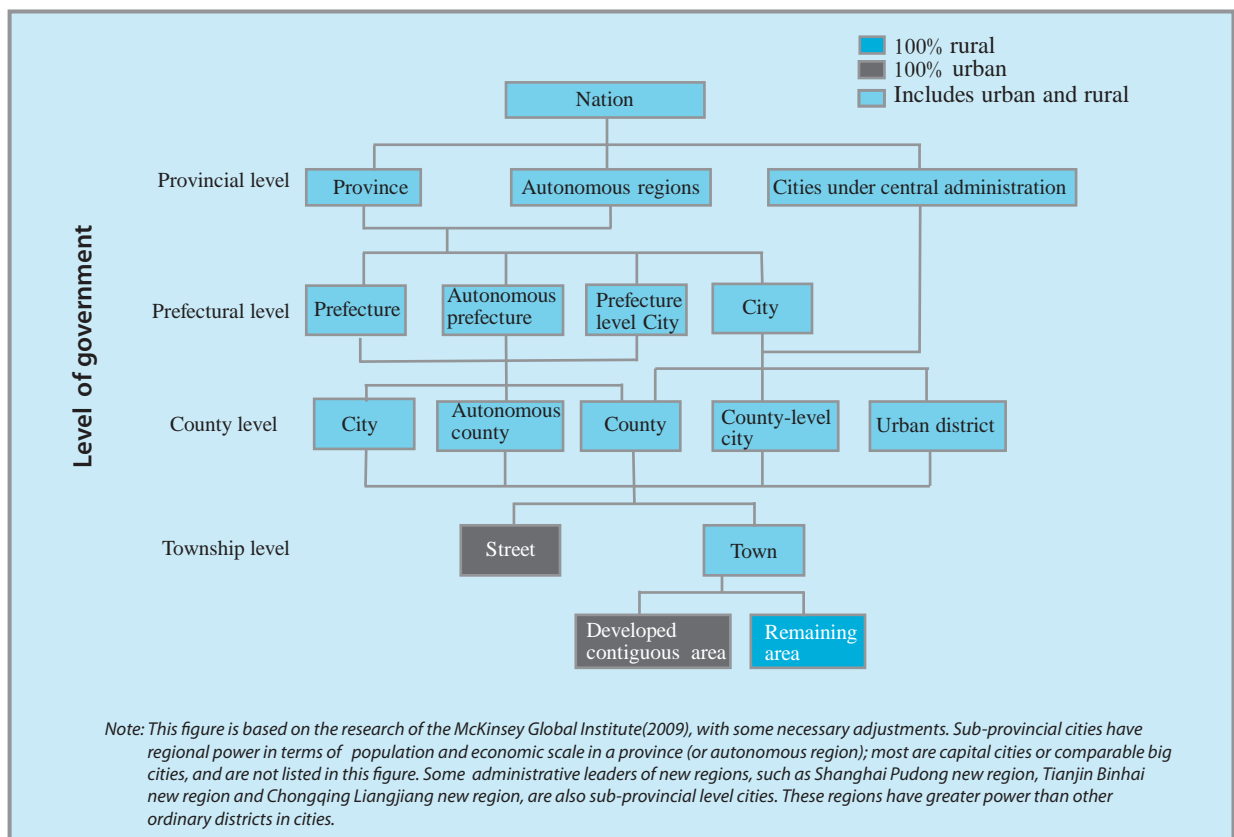 100% rural
100% urban
Includes urban and rural
Nation
Provincial level
Province
Autonomous regions
Cities under central administration
Level of government
Prefectural level
Prefecture
Autonomous
prefecture
Prefecture
level City
City
County level
City
Autonomous
county
County
County-level
city
Urban district
Township level
Street
Town
Developed
contiguous area
Remaining
area
Note: This figure is based on the research of the McKinsey Global Institute(2009), with some necessary adjustments. Sub-provincial cities have
regional power in terms of population and economic scale in a province (or autonomous region); most are capital cities or comparable big
cities, and are not listed in this figure. Some administrative leaders of new regions, such as Shanghai Pudong new region, Tianjin Binhai
new region and Chongqing Liangjiang new region, are also sub-provincial level cities. These regions have greater power than other
ordinary districts in cities.